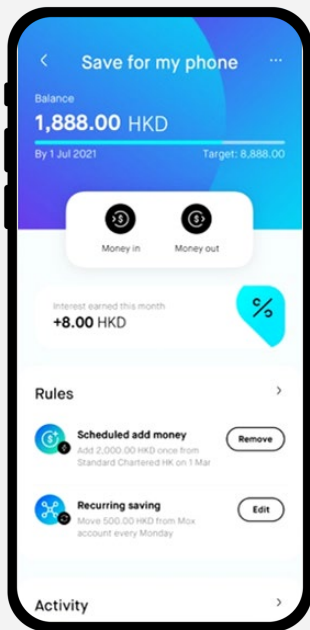 Save for my phone
Balance
1,888.00 HKD
By 1 Jul 2021 Target: 8,888.00
Money in Money out
Interest earned this month
+8.00 HKD
Rules
Scheduled add money
Add 2,000.00 HKD once from
Standard Chartered HK on 1 Mar
Remove
Recurring saving
Move 500.00 HKD from Mox
account every Monday
Edit
Activity